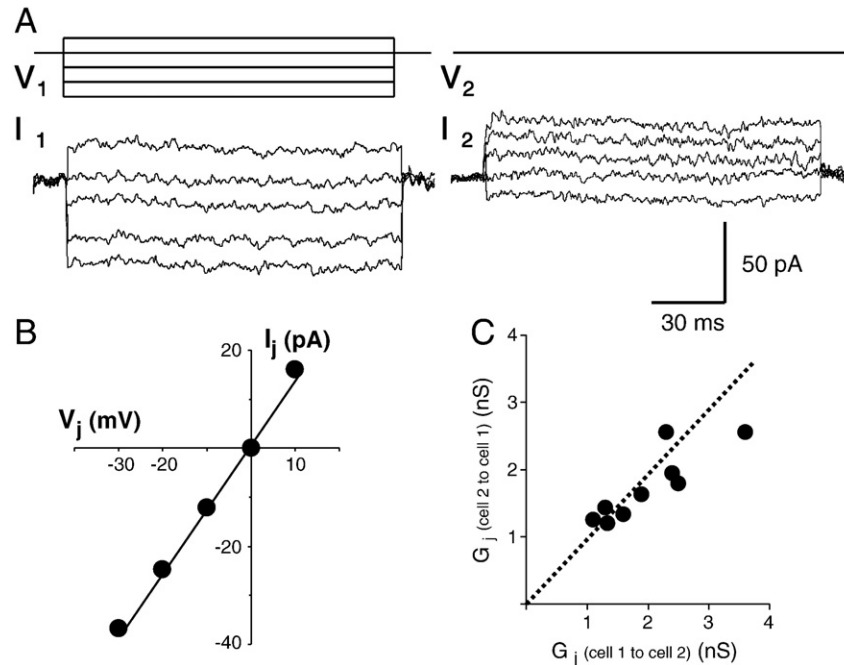 A
V1
V2
I 1
I 2
50 pA
30 ms
B
Ij (pA)
20
Vj (mV)
-30 -20 10
-20
-40
C
4
3
2
1
Gj (cell 2 to cell 1) (nS)
1 2 3 4
Gj (cell 1 to cell 2) (nS)